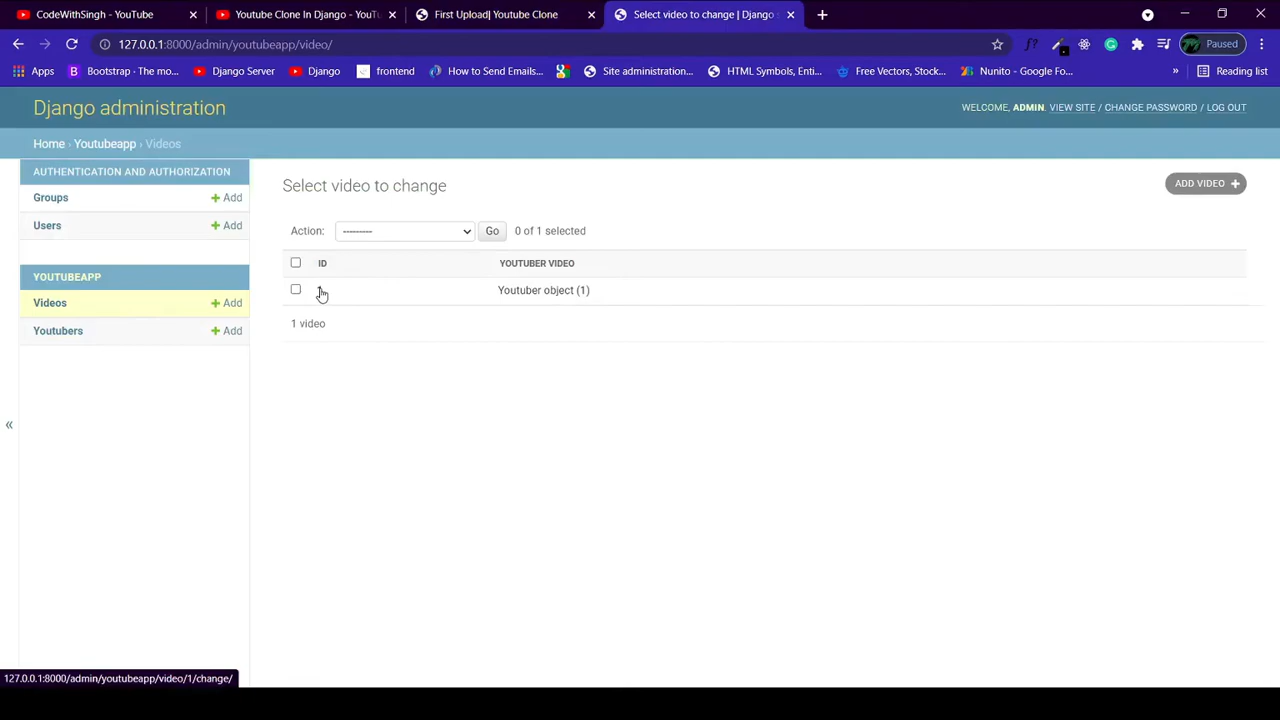 CodeWithSingh - YouTube
Youtube Clone In Django - YouTu
First Upload| Youtube Clone
Select video to change | Django s
127.0.0.1:8000/admin/youtubeapp/video/
Paused
Apps
Bootstrap · The mo...
Django Server
Django
frontend
How to Send Emails...
Site administration...
HTML Symbols, Enti...
Free Vectors, Stock...
Nunito - Google Fo...
»
Reading list
Django administration
WELCOME, ADMIN. VIEW SITE / CHANGE PASSWORD / LOG OUT
Home › Youtubeapp › Videos
AUTHENTICATION AND AUTHORIZATION
Groups + Add
Users + Add
YOUTUBEAPP
Videos + Add
Youtubers + Add
«
Select video to change
ADD VIDEO +
Action: --------- Go 0 of 1 selected
ID YOUTUBER VIDEO
Youtuber object (1)
1 video
127.0.0.1:8000/admin/youtubeapp/video/1/change/